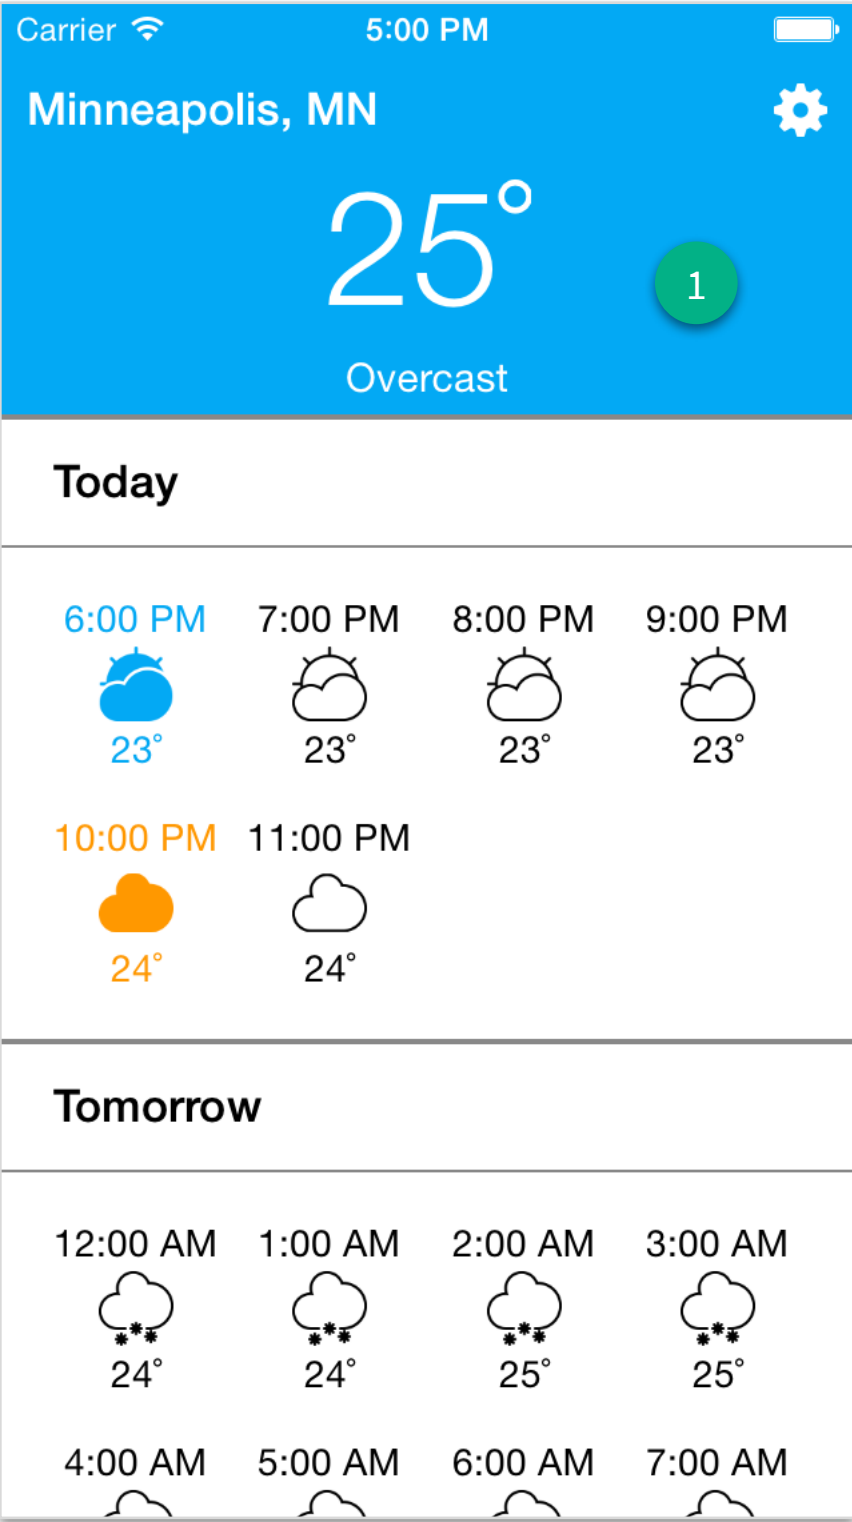 Carrier 5:00 PM
Minneapolis, MN
25°
1
Overcast
Today
6:00 PM 7:00 PM 8:00 PM 9:00 PM
23° 23° 23° 23°
10:00 PM 11:00 PM
24° 24°
Tomorrow
12:00 AM 1:00 AM 2:00 AM 3:00 AM
24° 24° 25° 25°
4:00 AM 5:00 AM 6:00 AM 7:00 AM